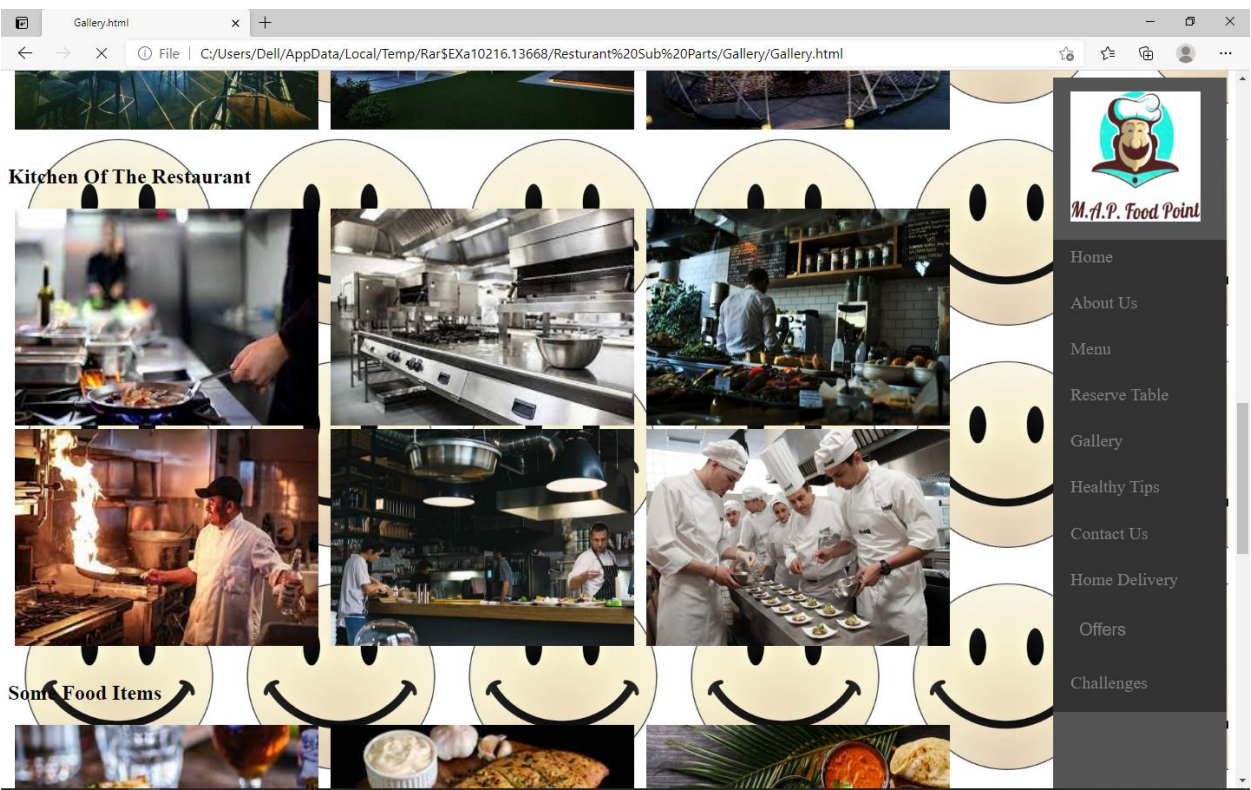 Gallery.html
File | C:/Users/Dell/AppData/Local/Temp/Rar$EXa10216.13668/Resturant%20Sub%20Parts/Gallery/Gallery.html
Kitchen Of The Restaurant
Some Food Items
M.A.P. Food Point
Home
About Us
Menu
Reserve Table
Gallery
Healthy Tips
Contact Us
Home Delivery
Offers
Challenges